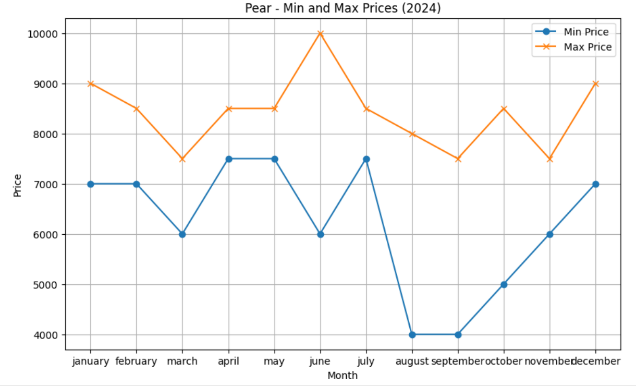 Pear - Min and Max Prices (2024)
Min Price
Max Price
10000
9000
8000
7000
6000
5000
4000
Price
january february march april may june july august september october november december
Month